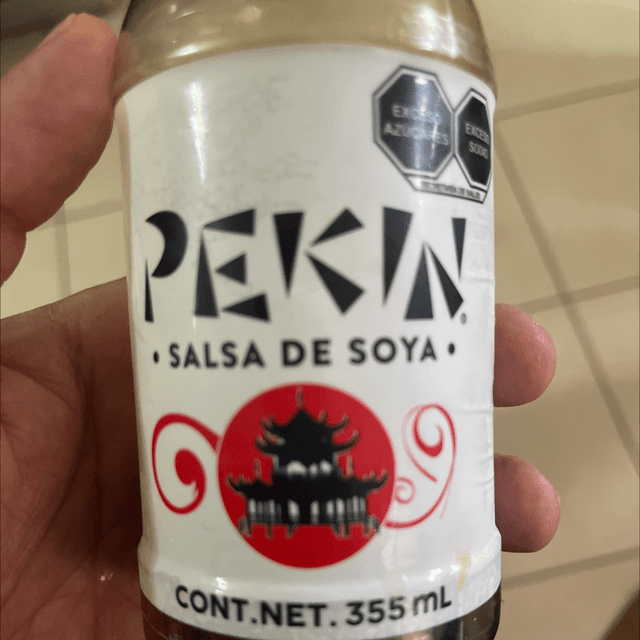 EXCESO
AZÚCARES
EXCESO
SODIO
PEKIN®
• SALSA DE SOYA •
CONT.NET. 355 mL